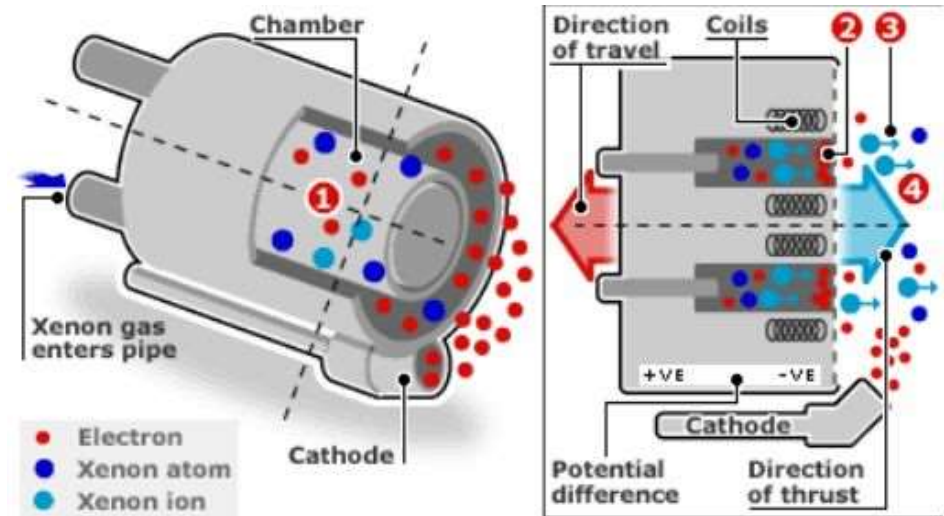 Chamber
1
Xenon gas
enters pipe
Cathode
Electron
Xenon atom
Xenon ion
Direction
of travel
Coils
2
3
4
+VE
-VE
Cathode
Potential
difference
Direction
of thrust